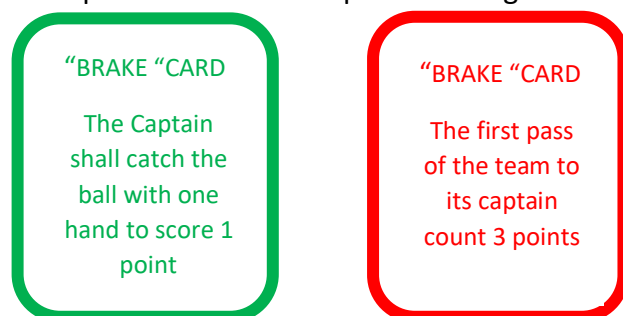 “BRAKE “CARD
The Captain
shall catch the
ball with one
hand to score 1
point
“BRAKE “CARD
The first pass
of the team to
its captain
count 3 points